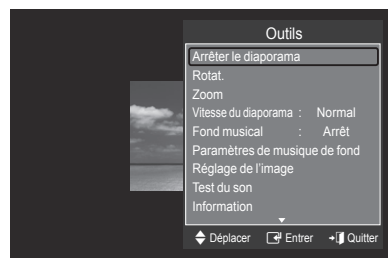 Outils
Arrêter le diaporama
Rotat.
Zoom
Vitesse du diaporama : Normal
Fond musical : Arrêt
Paramètres de musique de fond
Réglage de l'image
Test du son
Information
Déplacer Entrer Quitter